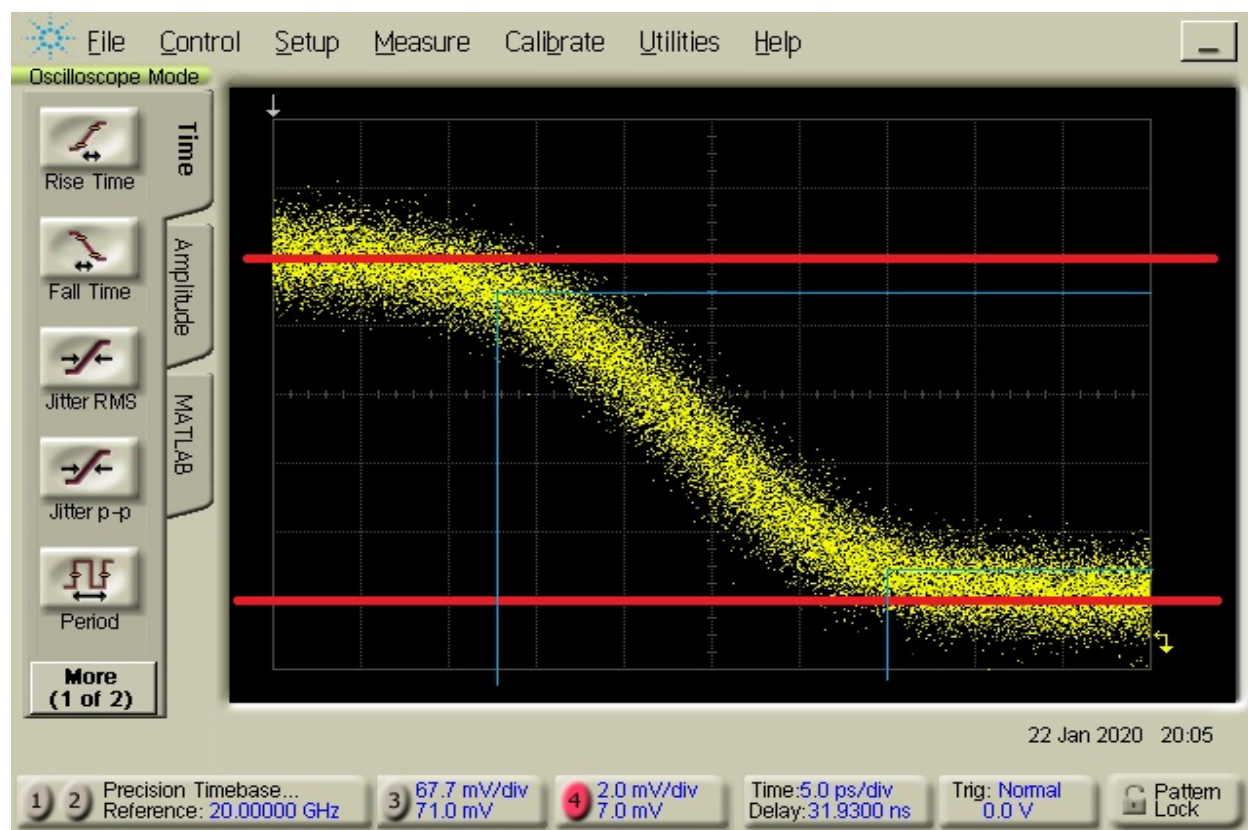 File Control Setup Measure Calibrate Utilities Help
Oscilloscope Mode
Rise Time
Fall Time
Jitter RMS
Jitter p-p
Period
More
(1 of 2)
Time
Amplitude
MATLAB
22 Jan 2020 20:05
1 2 Precision Timebase...
Reference: 20.00000 GHz
3 67.7 mV/div
71.0 mV
4 2.0 mV/div
7.0 mV
Time:5.0 ps/div
Delay:31.9300 ns
Trig: Normal
0.0 V
Pattern
Lock